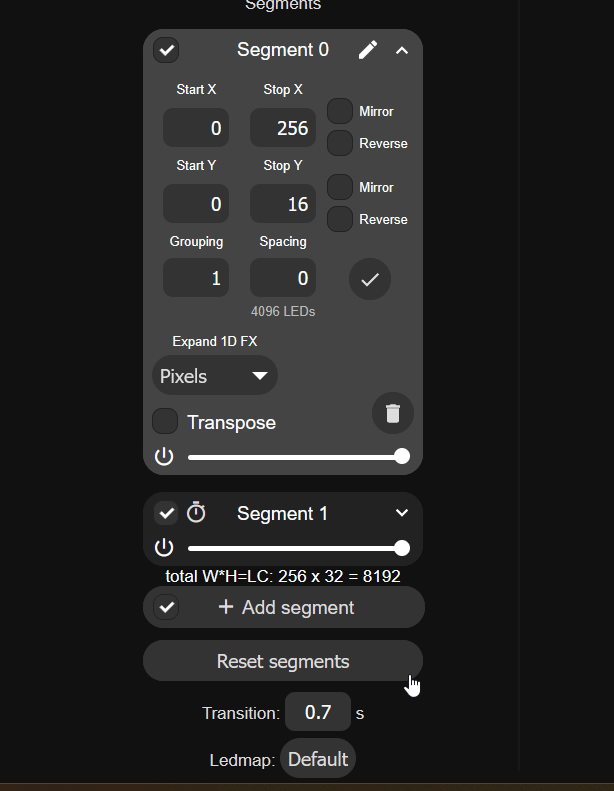 Segments
Segment 0
Start X Stop X
0 256
Mirror
Reverse
Start Y Stop Y
0 16
Mirror
Reverse
Grouping Spacing
1 0
4096 LEDs
Expand 1D FX
Pixels
Transpose
Segment 1
total W*H=LC: 256 x 32 = 8192
+ Add segment
Reset segments
Transition: 0.7 s
Ledmap: Default